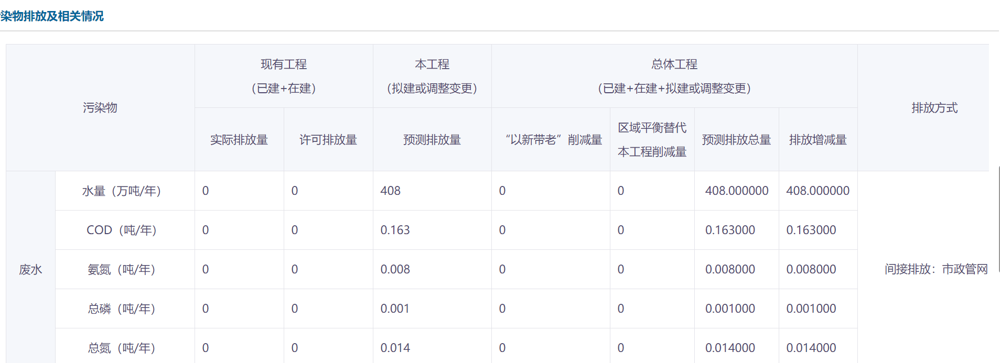 染物排放及相关情况
污染物
现有工程
（已建+在建）
本工程
（拟建或调整变更）
总体工程
（已建+在建+拟建或调整变更）
排放方式
实际排放量
许可排放量
预测排放量
“以新带老”削减量
区域平衡替代
本工程削减量
预测排放总量
排放增减量
废水
水量（万吨/年） 0 0 408 0 0 408.000000 408.000000
COD（吨/年） 0 0 0.163 0 0 0.163000 0.163000
氨氮（吨/年） 0 0 0.008 0 0 0.008000 0.008000
间接排放：市政管网
总磷（吨/年） 0 0 0.001 0 0 0.001000 0.001000
总氮（吨/年） 0 0 0.014 0 0 0.014000 0.014000